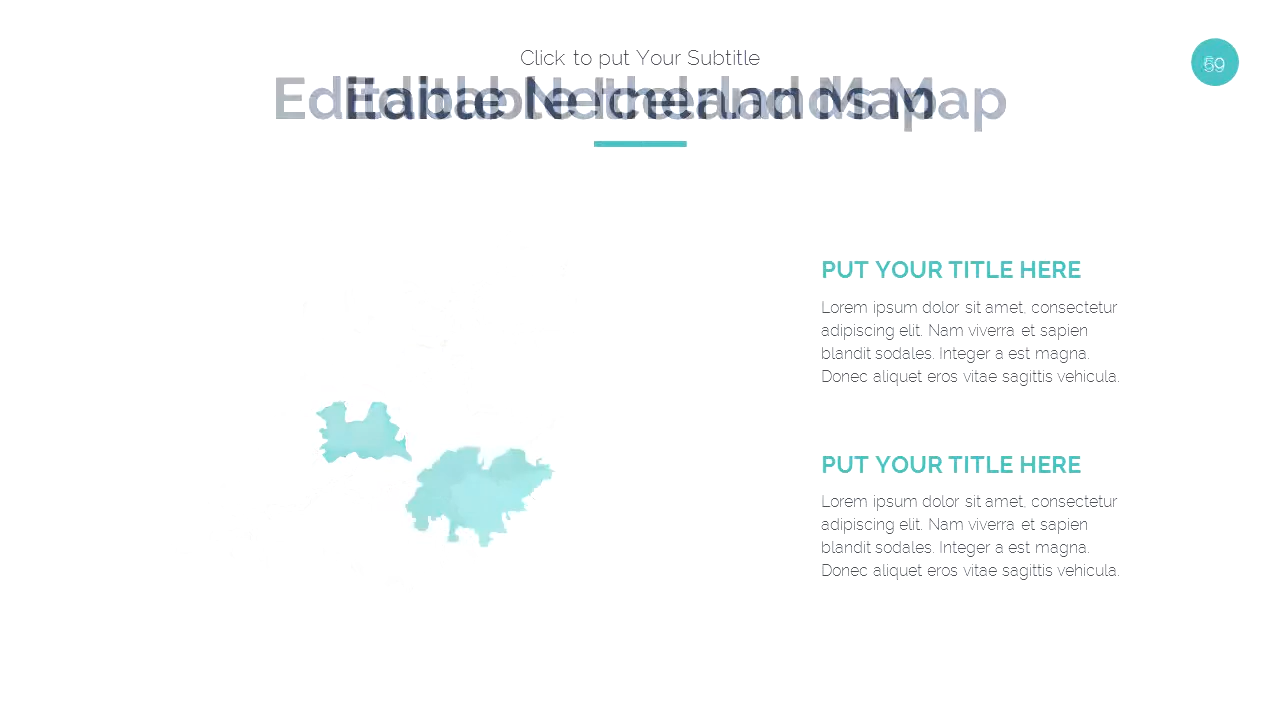 Click to put Your Subtitle
Editable Netherlands Map
PUT YOUR TITLE HERE
Lorem ipsum dolor sit amet, consectetur
adipiscing elit. Nam viverra et sapien
blandit sodales. Integer a est magna.
Donec aliquet eros vitae sagittis vehicula.
PUT YOUR TITLE HERE
Lorem ipsum dolor sit amet, consectetur
adipiscing elit. Nam viverra et sapien
blandit sodales. Integer a est magna.
Donec aliquet eros vitae sagittis vehicula.